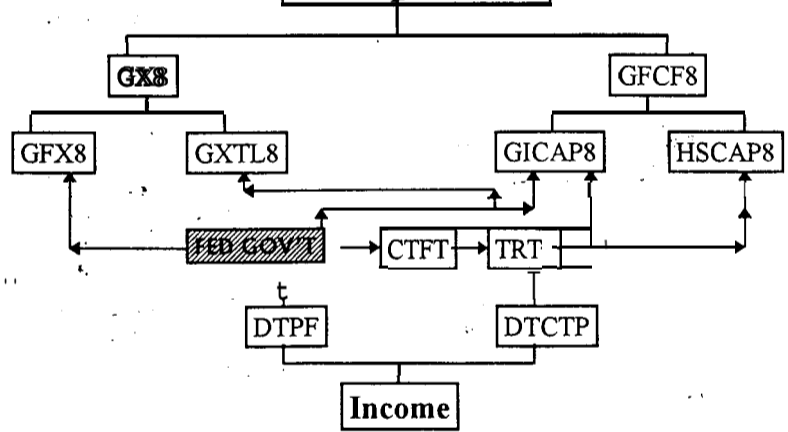 GX8
GFCF8
GFX8
GXTL8
GICAP8
HSCAP8
FED GOV'T
CTFT
TRT
t
DTPF
DTCTP
Income